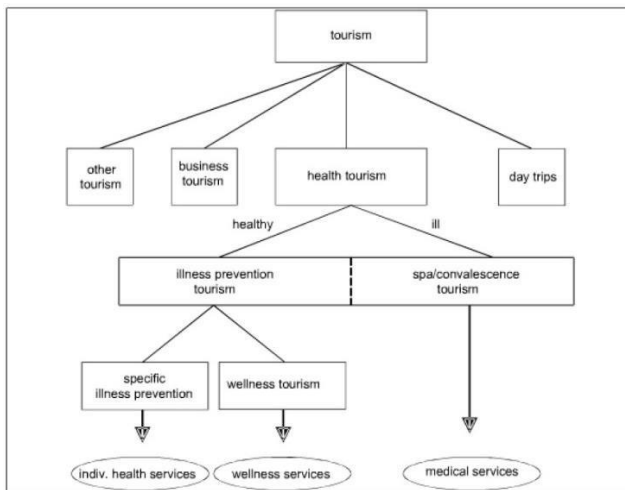 tourism
other
tourism
business
tourism
health tourism
day trips
healthy
ill
illness prevention
tourism
spa/convalescence
tourism
specific
illness prevention
wellness tourism
indiv. health services
wellness services
medical services